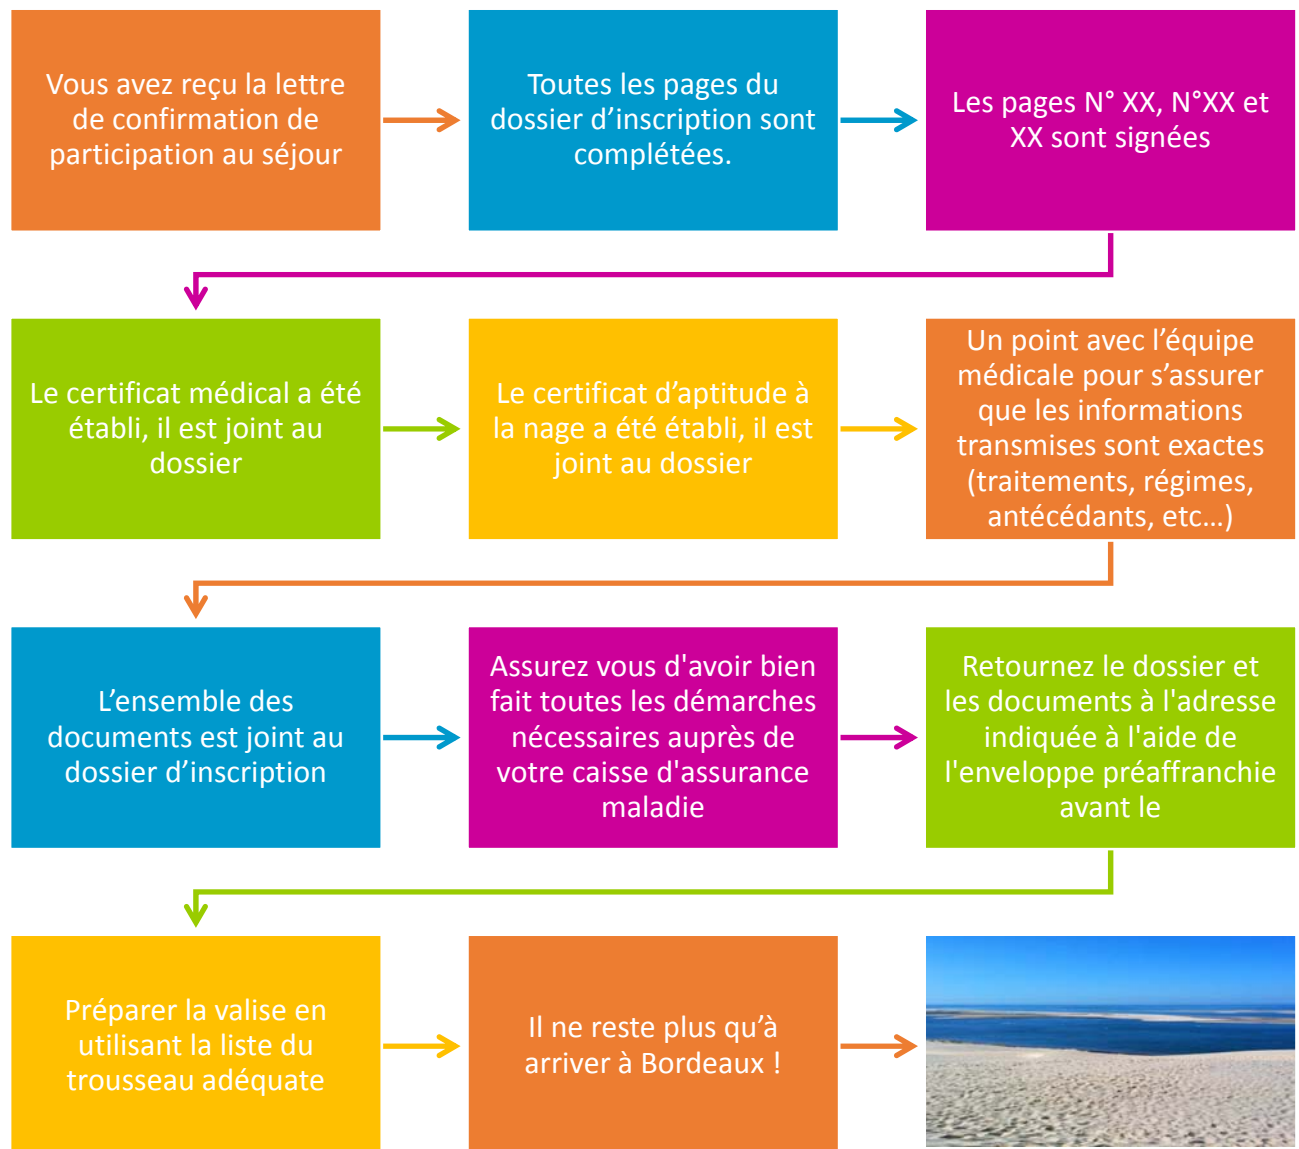 Vous avez reçu la lettre
de confirmation de
participation au séjour
Toutes les pages du
dossier d’inscription sont
complétées.
Les pages N° XX, N°XX et
XX sont signées
Le certificat médical a été
établi, il est joint au
dossier
Le certificat d’aptitude à
la nage a été établi, il est
joint au dossier
Un point avec l’équipe
médicale pour s’assurer
que les informations
transmises sont exactes
(traitements, régimes,
antécédants, etc…)
L’ensemble des
documents est joint au
dossier d’inscription
Assurez vous d'avoir bien
fait toutes les démarches
nécessaires auprès de
votre caisse d'assurance
maladie
Retournez le dossier et
les documents à l'adresse
indiquée à l'aide de
l'enveloppe préaffranchie
avant le
Préparer la valise en
utilisant la liste du
trousseau adéquate
Il ne reste plus qu’à
arriver à Bordeaux !